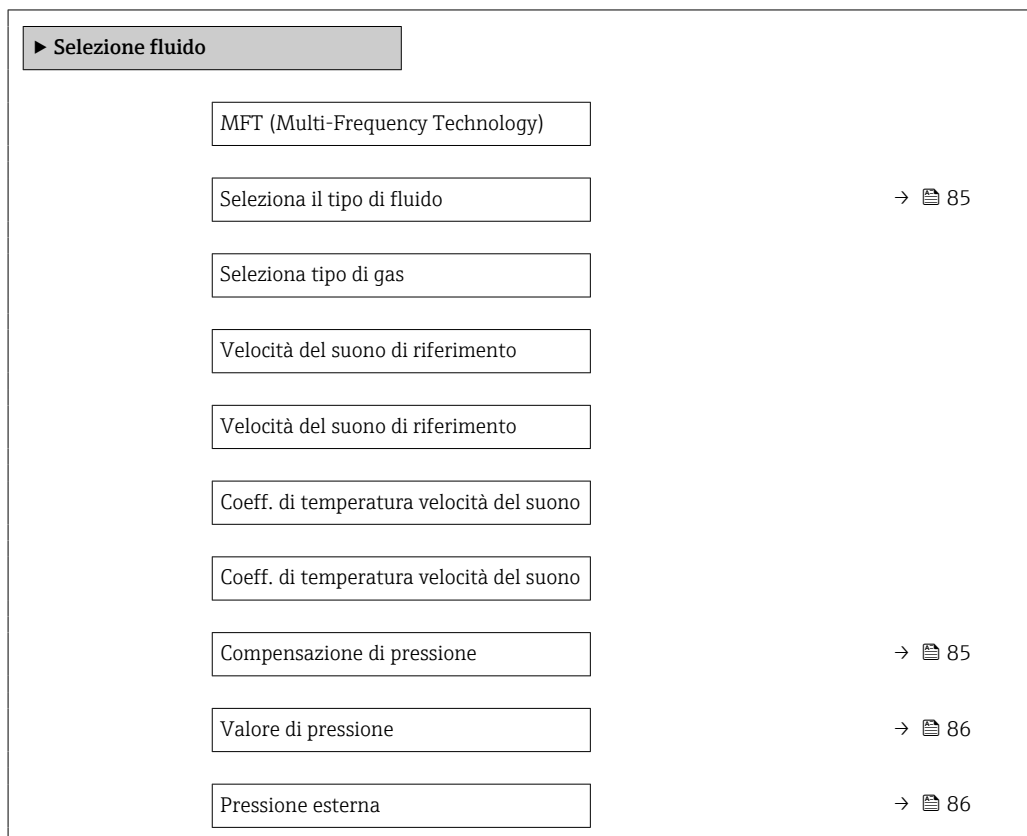 ▶ Selezione fluido
MFT (Multi-Frequency Technology)
Seleziona il tipo di fluido → 85
Seleziona tipo di gas
Velocità del suono di riferimento
Velocità del suono di riferimento
Coeff. di temperatura velocità del suono
Coeff. di temperatura velocità del suono
Compensazione di pressione → 85
Valore di pressione → 86
Pressione esterna → 86